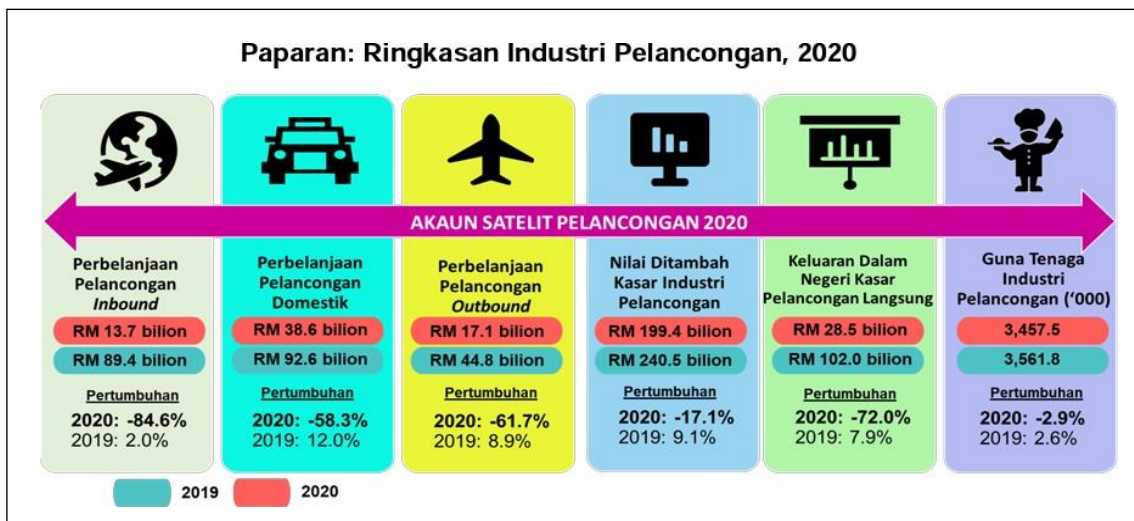 Paparan: Ringkasan Industri Pelancongan, 2020
AKAUN SATELIT PELANCONGAN 2020
Perbelanjaan
Pelancongan
Inbound
RM 13.7 bilion
RM 89.4 bilion
Pertumbuhan
2020: -84.6%
2019: 2.0%
Perbelanjaan
Pelancongan
Domestik
RM 38.6 bilion
RM 92.6 bilion
Pertumbuhan
2020: -58.3%
2019: 12.0%
Perbelanjaan
Pelancongan
Outbound
RM 17.1 bilion
RM 44.8 bilion
Pertumbuhan
2020: -61.7%
2019: 8.9%
Nilai Ditambah
Kasar Industri
Pelancongan
RM 199.4 bilion
RM 240.5 bilion
Pertumbuhan
2020: -17.1%
2019: 9.1%
Keluaran Dalam
Negeri Kasar
Pelancongan Langsung
RM 28.5 bilion
RM 102.0 bilion
Pertumbuhan
2020: -72.0%
2019: 7.9%
Guna Tenaga
Industri
Pelancongan (‘000)
3,457.5
3,561.8
Pertumbuhan
2020: -2.9%
2019: 2.6%
2019
2020